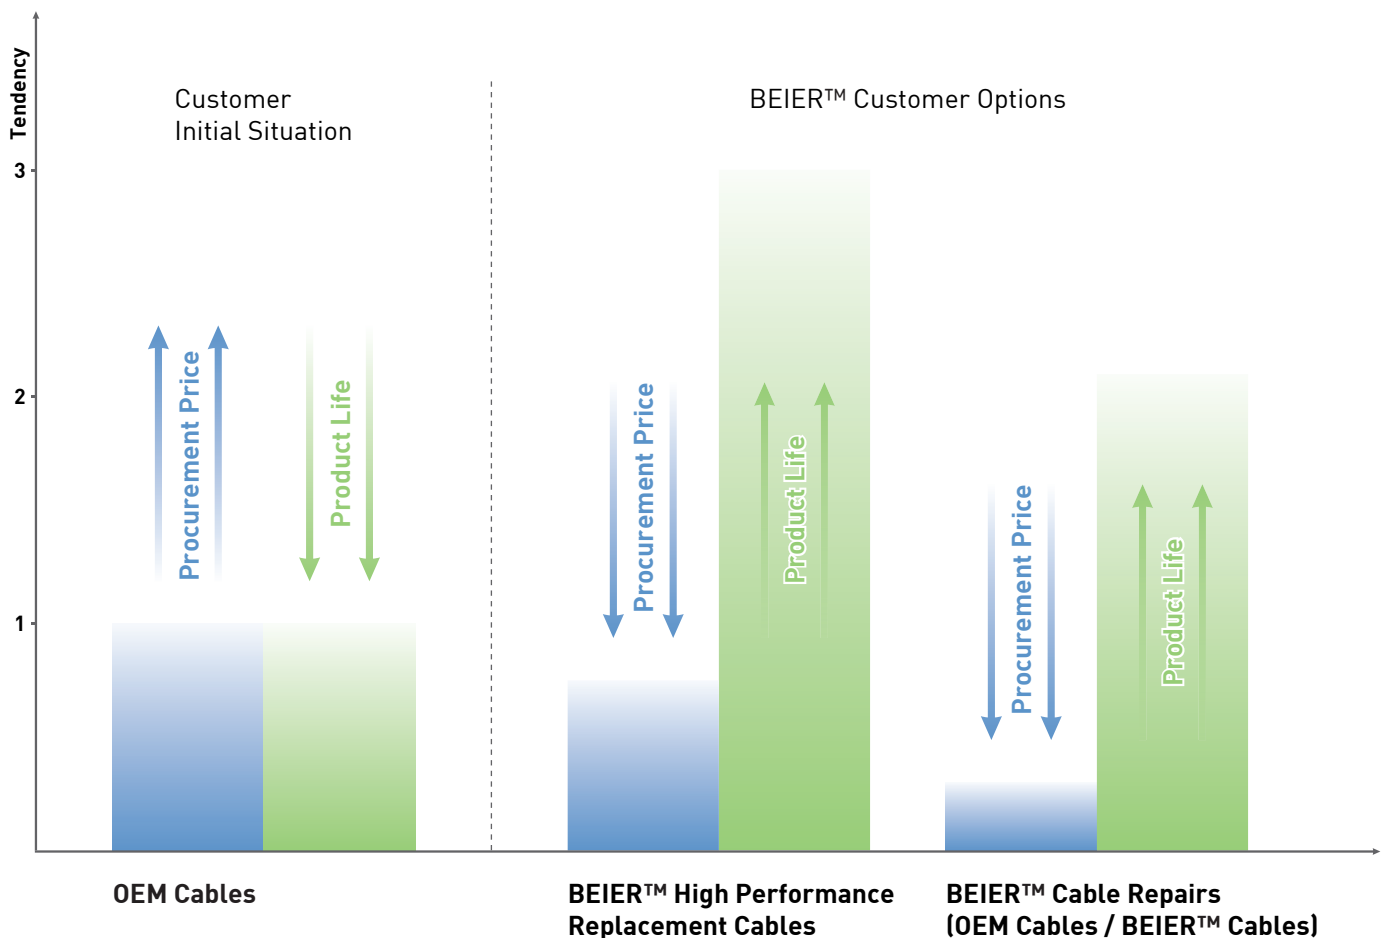 Tendency
3
2
1
Customer
Initial Situation
BEIER™ Customer Options
Procurement Price
Product Life
Procurement Price
Product Life
Procurement Price
Product Life
OEM Cables
BEIER™ High Performance
Replacement Cables
BEIER™ Cable Repairs
(OEM Cables / BEIER™ Cables)